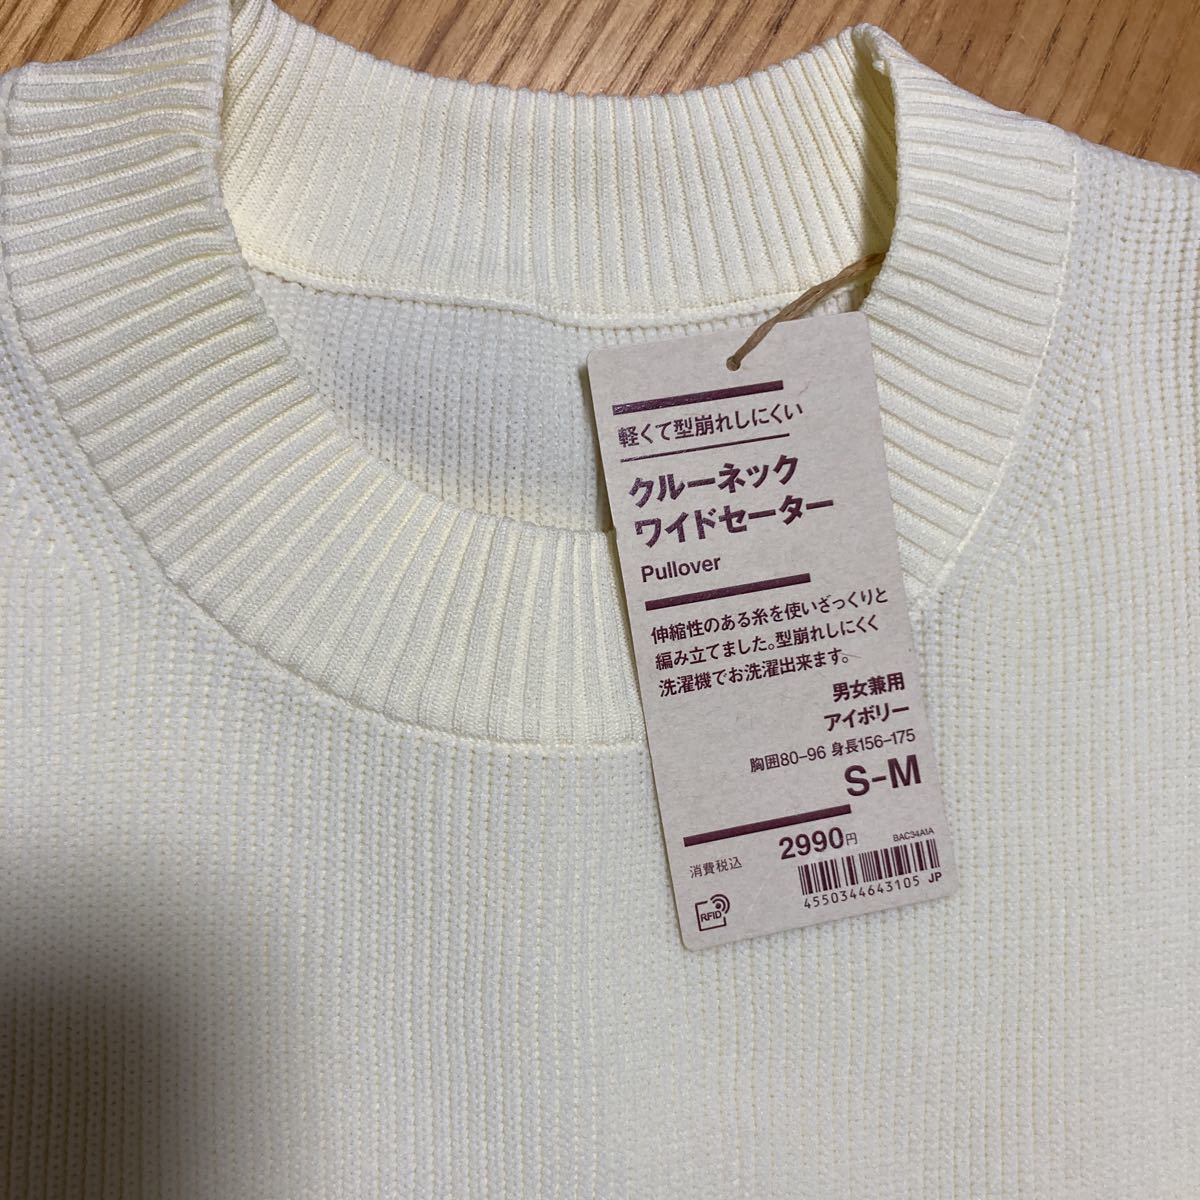 軽くて型崩れしにくい
クルーネック
ワイドセーター
Pullover
伸縮性のある糸を使いざっくりと
編み立てました。型崩れしにくく
洗濯機でお洗濯出来ます。
男女兼用
アイボリー
胸囲80-96 身長156-175
S-M
消費税込 2990円
BAC34A1A
4550344643105 JP
RFID